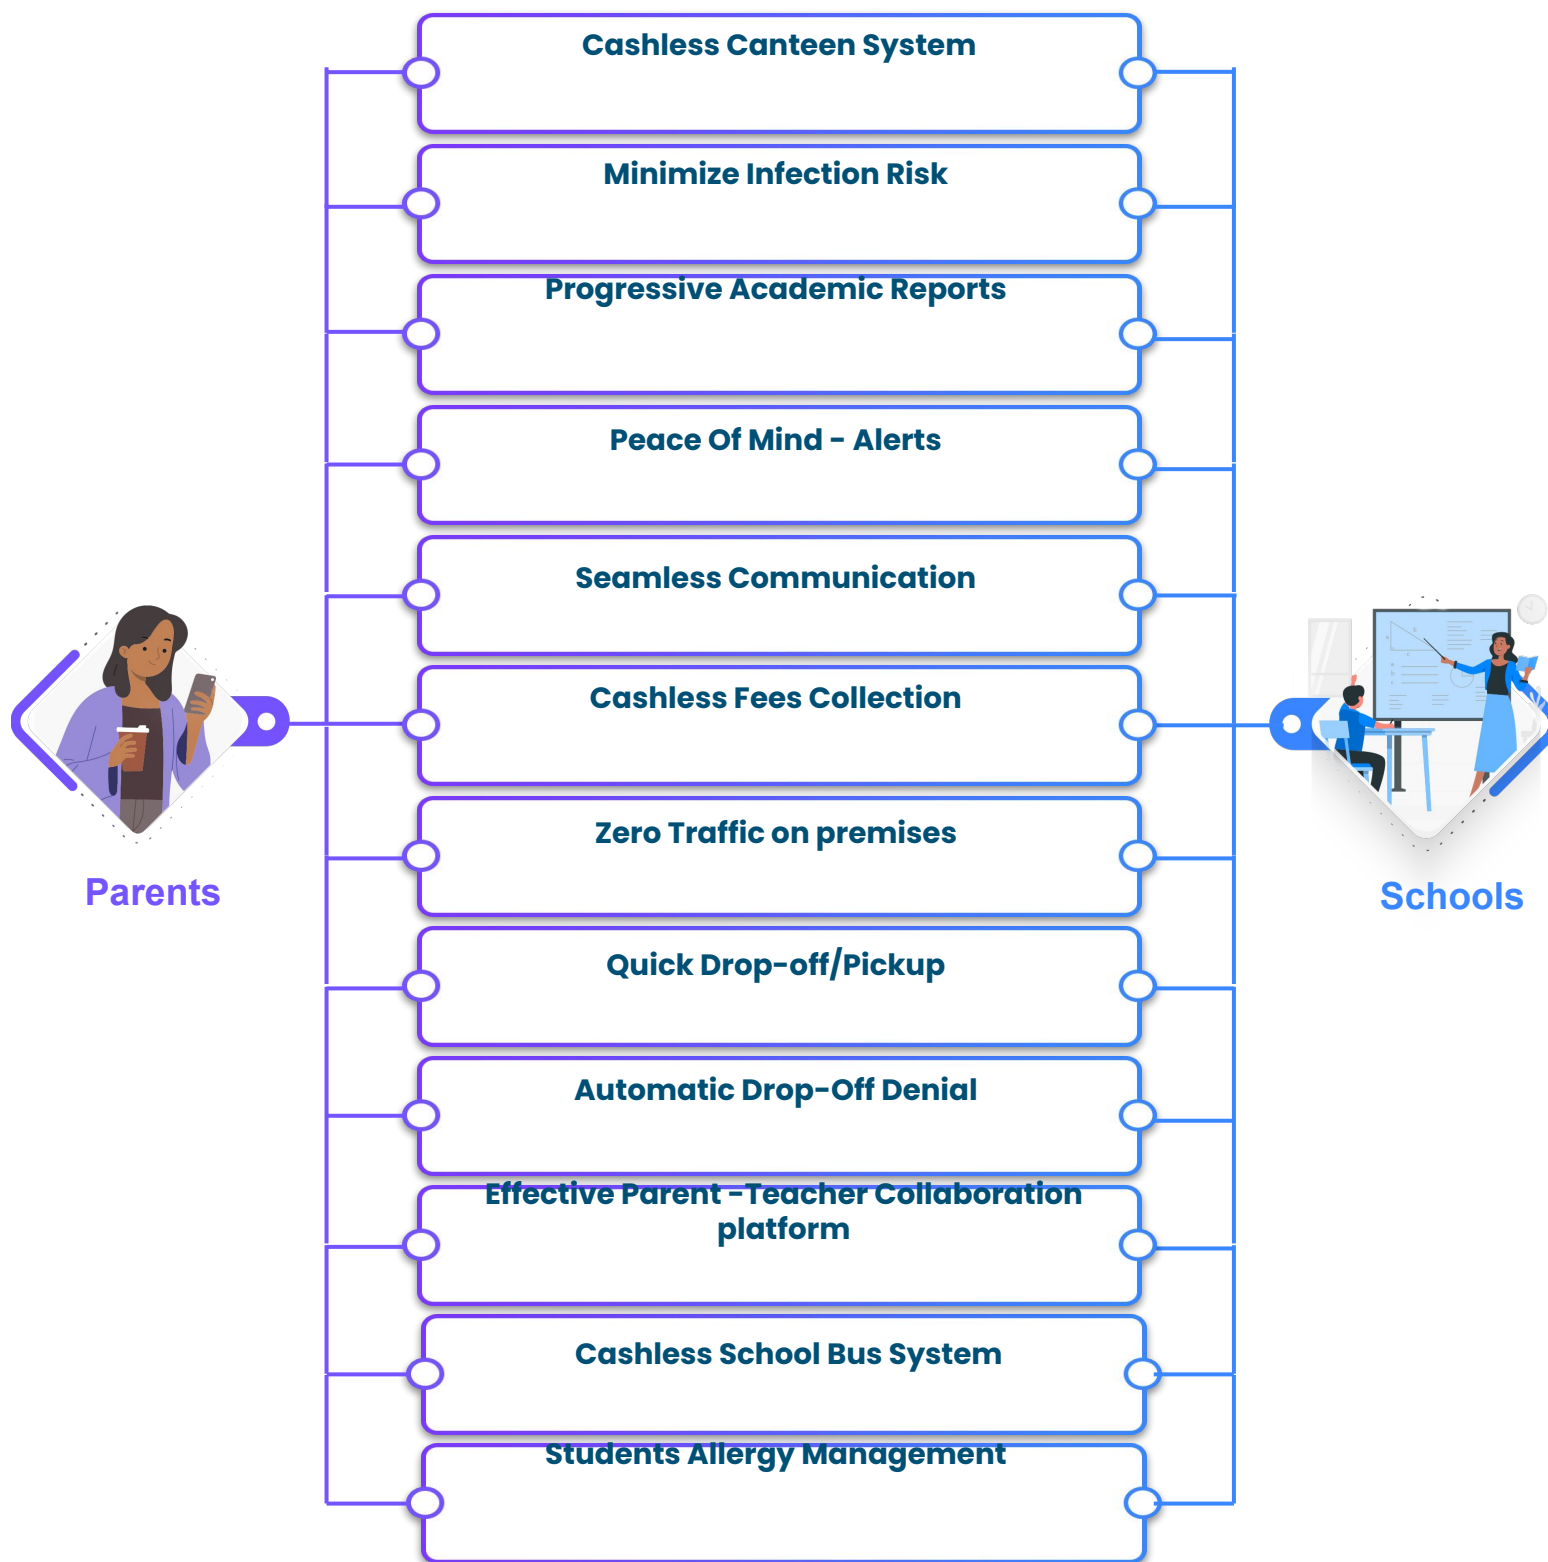 Cashless Canteen System
Minimize Infection Risk
Progressive Academic Reports
Peace Of Mind - Alerts
Seamless Communication
Cashless Fees Collection
Zero Traffic on premises
Parents
Schools
Quick Drop-off/Pickup
Automatic Drop-Off Denial
Effective Parent -Teacher Collaboration
platform
Cashless School Bus System
Students Allergy Management